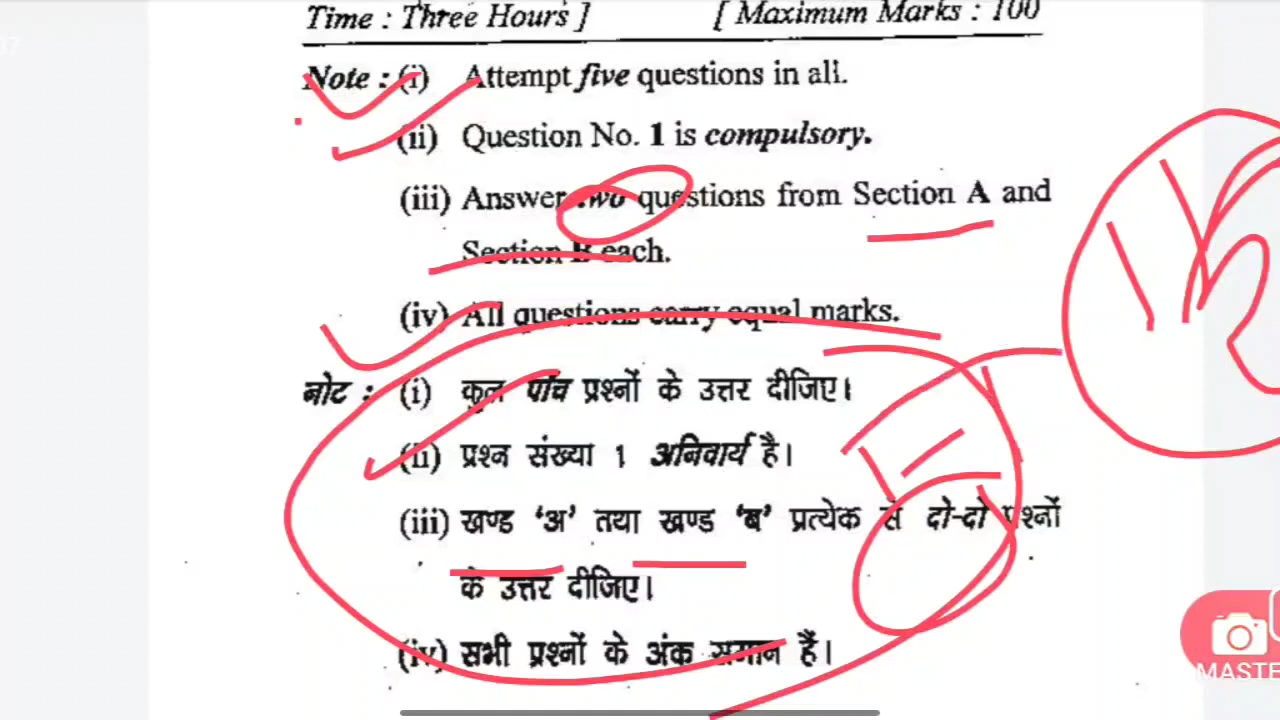 Time : Three Hours ] [ Maximum Marks : 100
Note : (i) Attempt five questions in all.
(ii) Question No. 1 is compulsory.
(iii) Answer two questions from Section A and
Section B each.
(iv) All questions carry equal marks.
नोट : (i) कुल पाँच प्रश्नों के उत्तर दीजिए।
(ii) प्रश्न संख्या 1 अनिवार्य है।
(iii) खण्ड ‘अ’ तथा खण्ड ‘ब’ प्रत्येक से दो-दो प्रश्नों
के उत्तर दीजिए।
(iv) सभी प्रश्नों के अंक समान हैं।
MASTE